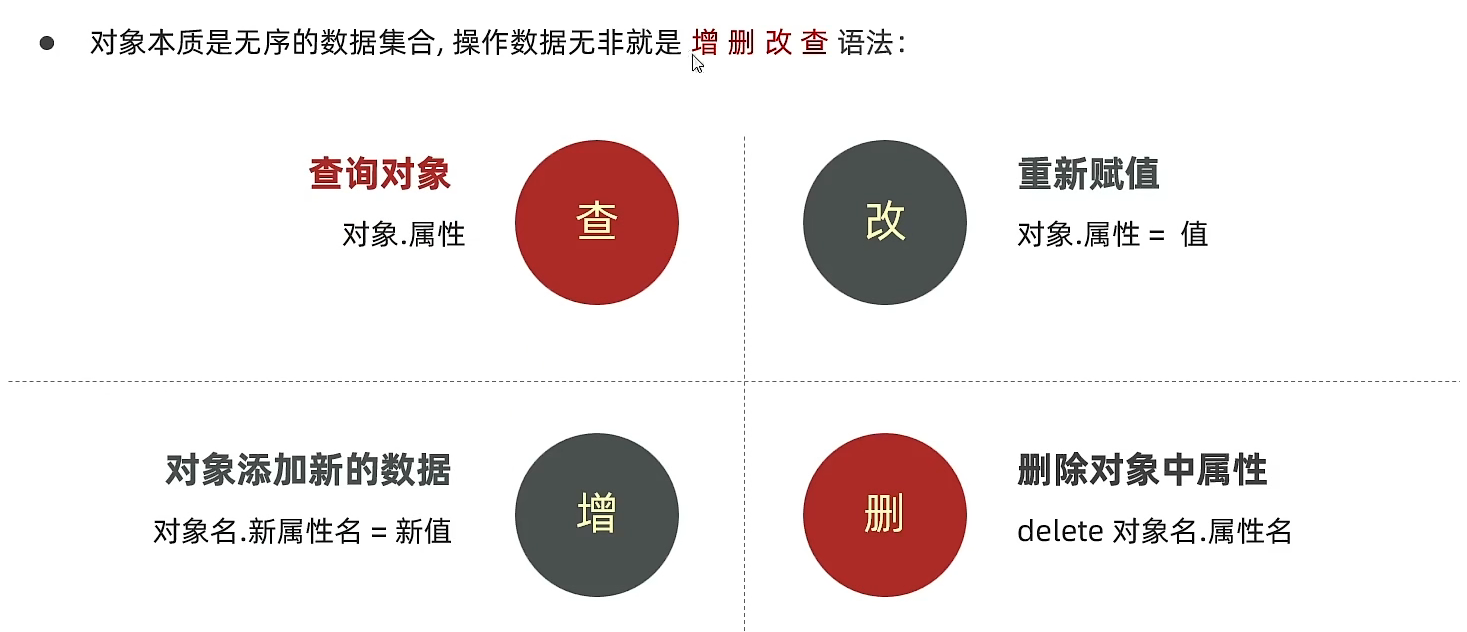 ● 对象本质是无序的数据集合, 操作数据无非就是 增 删 改 查 语法:
查询对象
对象.属性
查
改
重新赋值
对象.属性 = 值
对象添加新的数据
对象名.新属性名 = 新值
增
删
删除对象中属性
delete 对象名.属性名